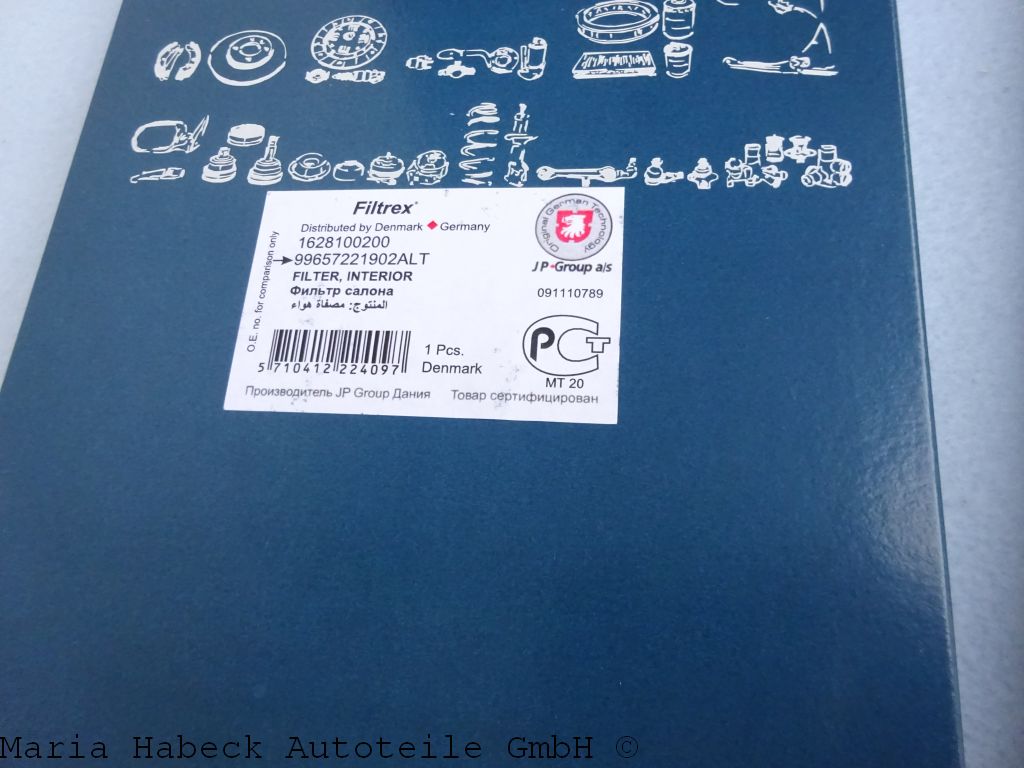 Filtrex®
Distributed by Denmark ◆ Germany
1628100200
99657221902ALT
FILTER, INTERIOR
Фильтр салона
المنتوج: مصفاة هواء
O.E. no. for comparison only
Original German Technology
JP◆Group a/s
091110789
5 710412 224097
1 Pcs.
Denmark
РСТ
МТ 20
Производитель JP Group Дания Товар сертифицирован
Maria Habeck Autoteile GmbH ©